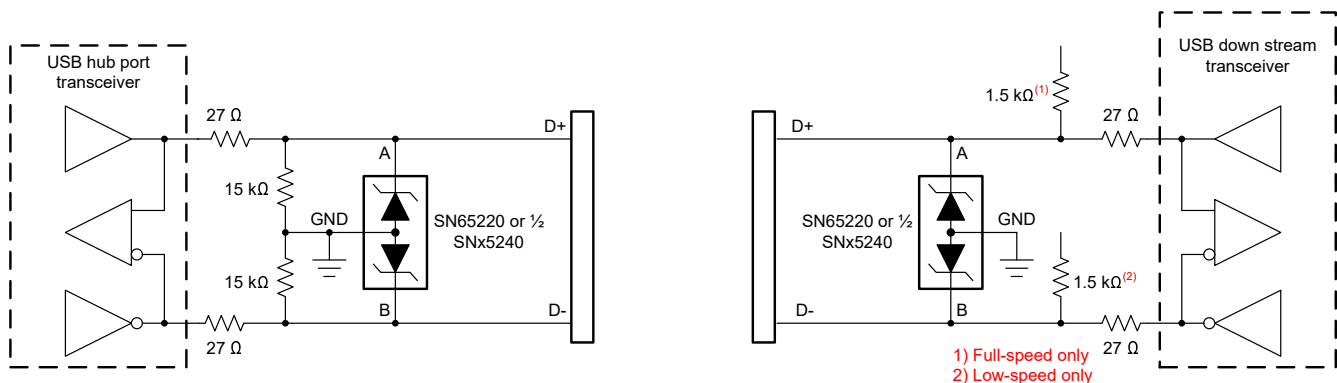 USB hub port
transceiver
27 Ω
15 kΩ
15 kΩ
27 Ω
GND
A
B
SN65220 or ½
SNx5240
D+
D-
D+
D-
A
B
SN65220 or ½
SNx5240
GND
1.5 kΩ(1)
27 Ω
1.5 kΩ(2)
27 Ω
USB down stream
transceiver
1) Full-speed only
2) Low-speed only